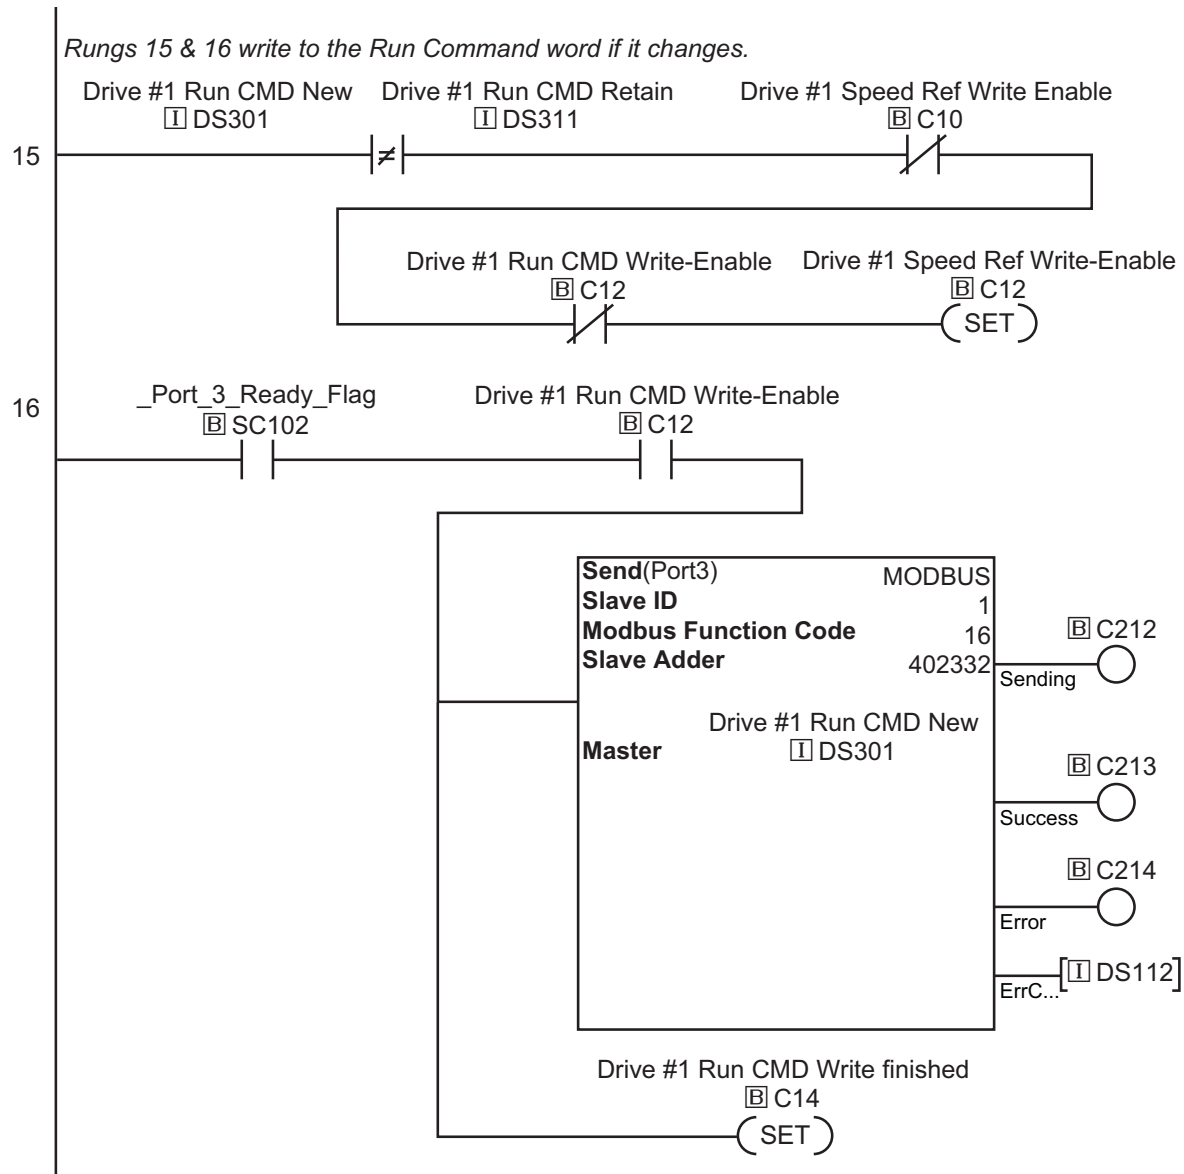 Rungs 15 & 16 write to the Run Command word if it changes.
Drive #1 Run CMD New Drive #1 Run CMD Retain Drive #1 Speed Ref Write Enable
I DS301 I DS311 B C10
15
≠
Drive #1 Run CMD Write-Enable Drive #1 Speed Ref Write-Enable
B C12 B C12
SET
16
_Port_3_Ready_Flag Drive #1 Run CMD Write-Enable
B SC102 B C12
Send(Port3) MODBUS
Slave ID 1
Modbus Function Code 16
Slave Adder 402332
B C212
Sending
Drive #1 Run CMD New
Master I DS301
B C213
Success
B C214
Error
I DS112
ErrC...
Drive #1 Run CMD Write finished
B C14
SET